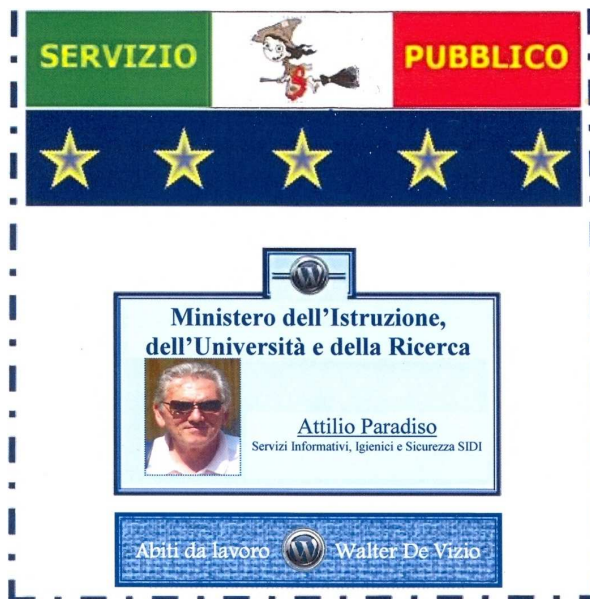 SERVIZIO PUBBLICO
Ministero dell'Istruzione,
dell'Università e della Ricerca
Attilio Paradiso
Servizi Informativi, Igienici e Sicurezza SIDI
Abiti da lavoro W Walter De Vizio